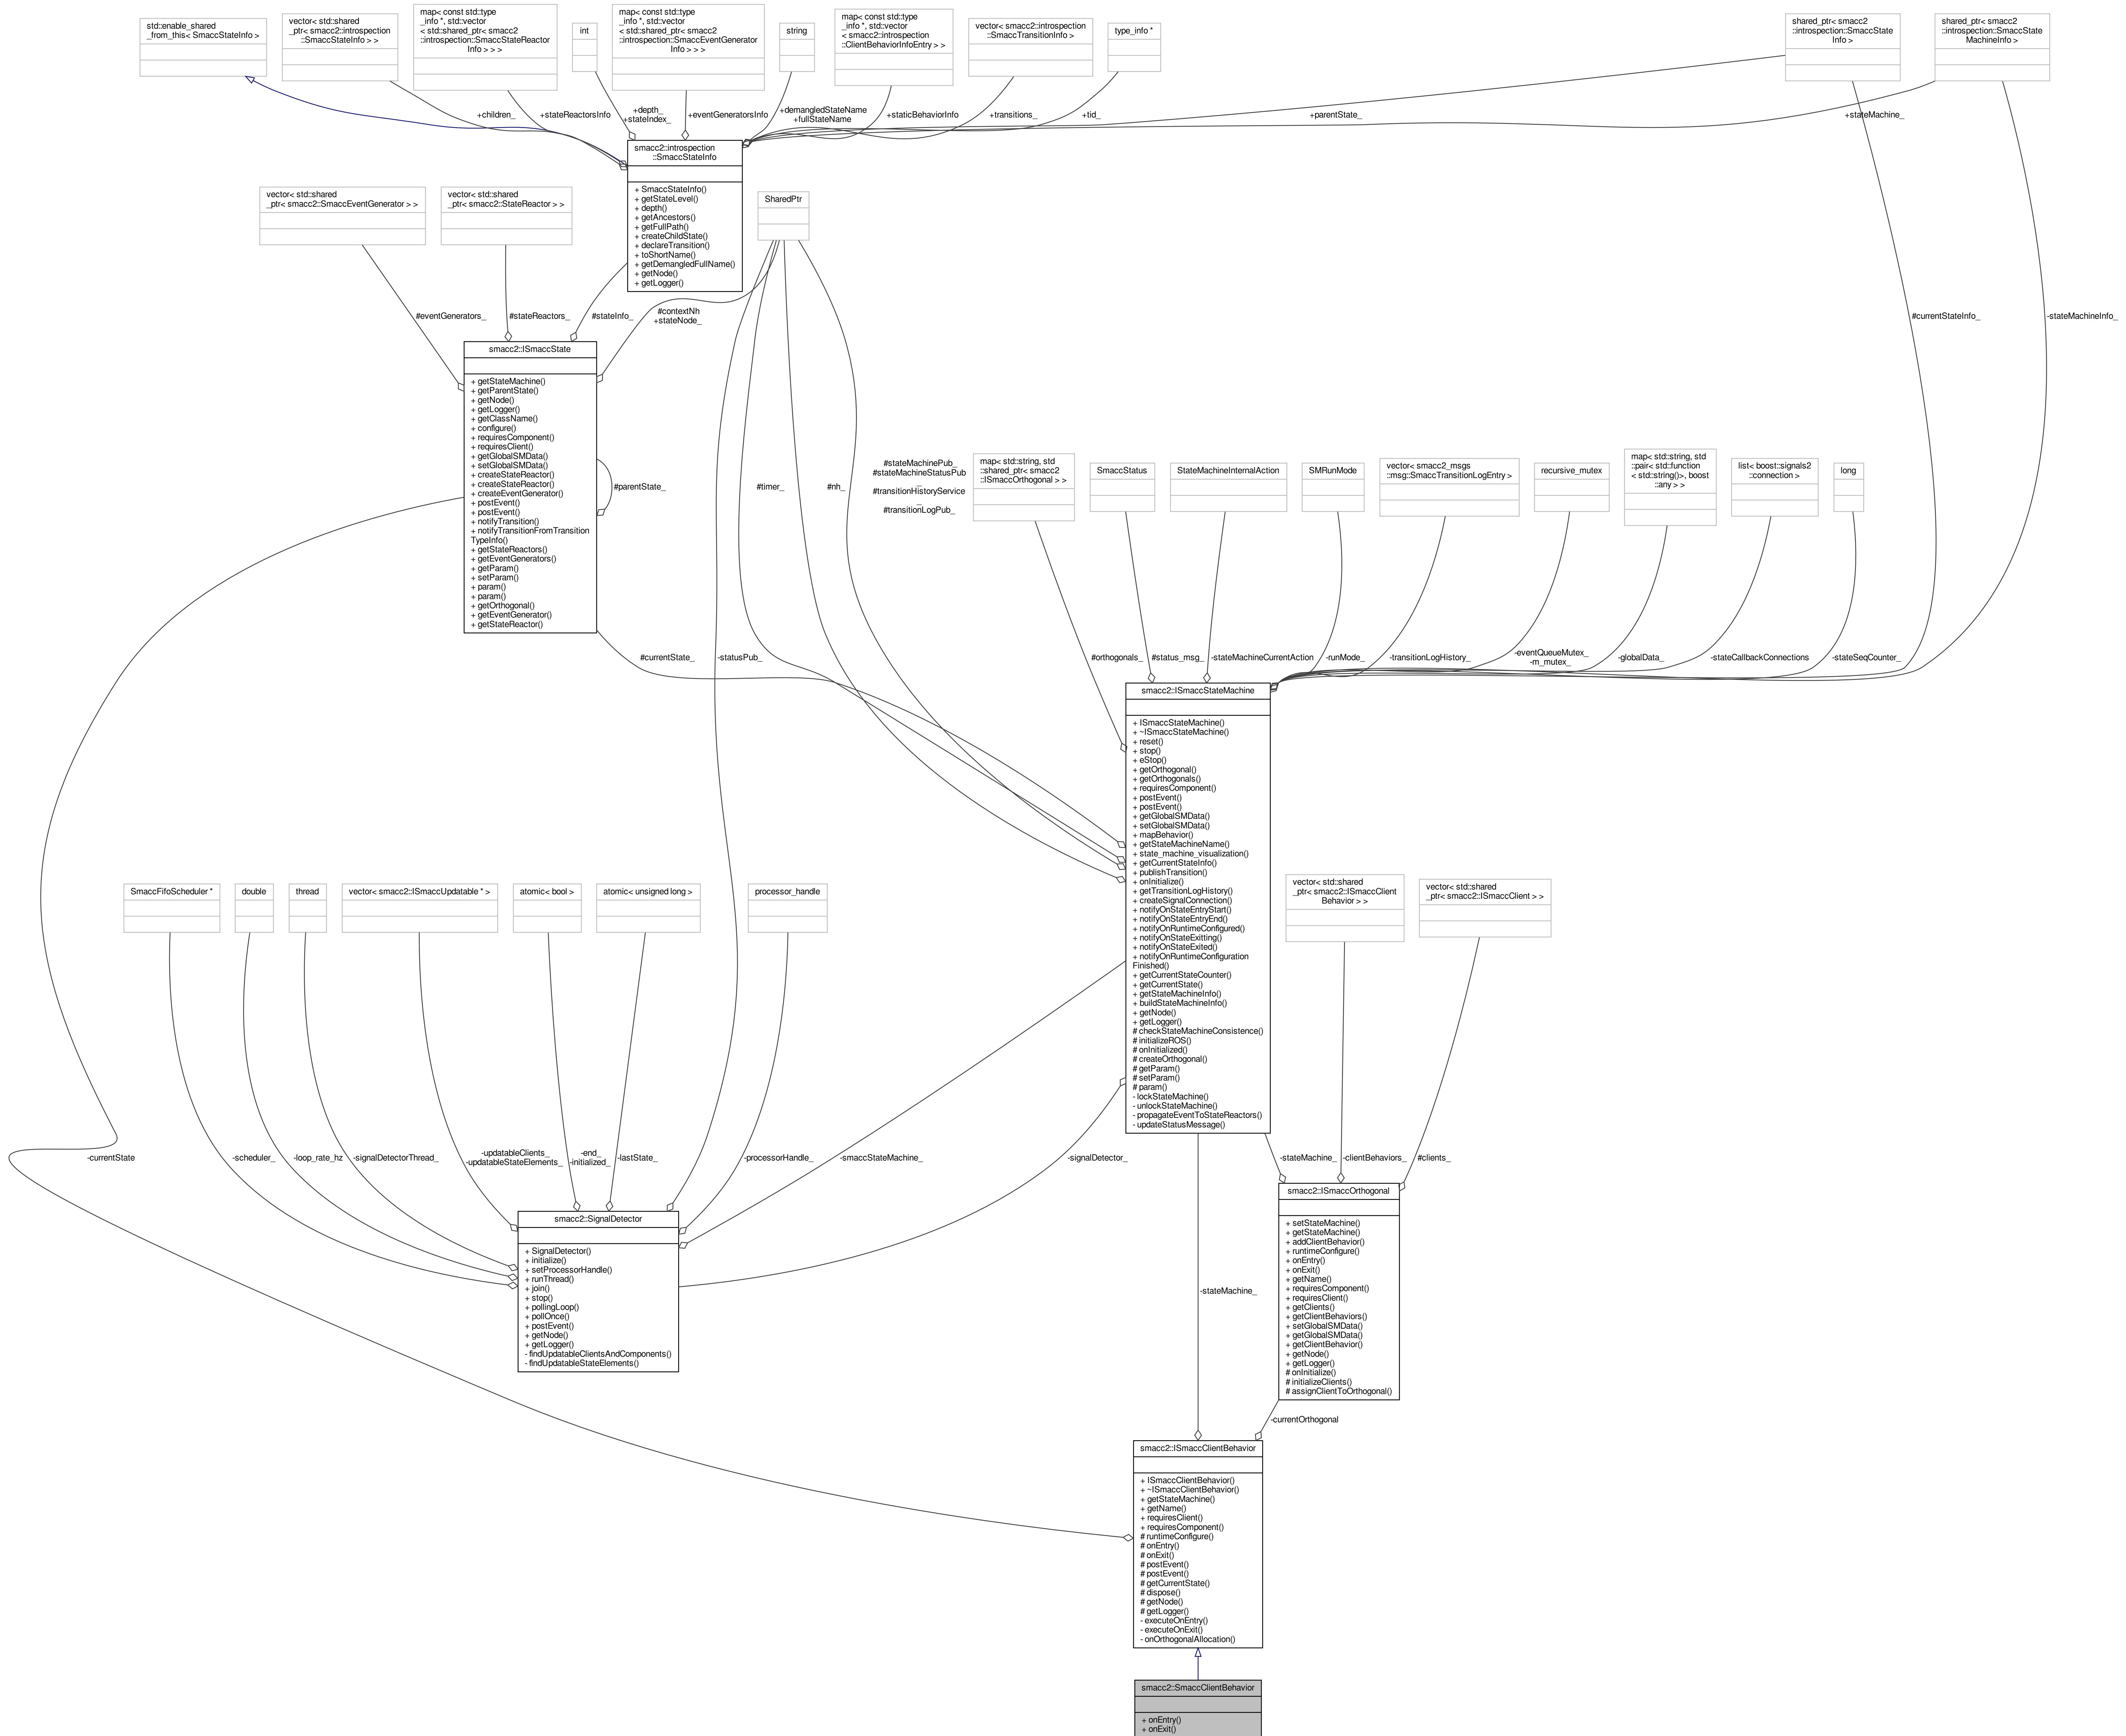 std::enable_shared
_from_this< SmaccStateInfo >
vector< std::shared
_ptr< smacc2::introspection
::SmaccStateInfo > >
map< const std::type
_info *, std::vector
< std::shared_ptr< smacc2
::introspection::SmaccStateReactor
Info > > >
int
map< const std::type
_info *, std::vector
< std::shared_ptr< smacc2
::introspection::SmaccEventGenerator
Info > > >
string
map< const std::type
_info *, std::vector
< smacc2::introspection
::ClientBehaviorInfoEntry > >
vector< smacc2::introspection
::SmaccTransitionInfo >
type_info *
shared_ptr< smacc2
::introspection::SmaccState
Info >
shared_ptr< smacc2
::introspection::SmaccState
MachineInfo >
+children_
+stateReactorsInfo
+depth_
+stateIndex_
+eventGeneratorsInfo
+demangledStateName
+fullStateName
+staticBehaviorInfo
+transitions_
+tid_
+parentState_
+stateMachine_
smacc2::introspection
::SmaccStateInfo
+ SmaccStateInfo()
+ getStateLevel()
+ depth()
+ getAncestors()
+ getFullPath()
+ createChildState()
+ declareTransition()
+ toShortName()
+ getDemangledFullName()
+ getNode()
+ getLogger()
vector< std::shared
_ptr< smacc2::SmaccEventGenerator > >
vector< std::shared
_ptr< smacc2::StateReactor > >
SharedPtr
#eventGenerators_
#stateReactors_
#stateInfo_
#contextNh
+stateNode_
#currentStateInfo_
-stateMachineInfo_
smacc2::ISmaccState
+ getStateMachine()
+ getParentState()
+ getNode()
+ getLogger()
+ getClassName()
+ configure()
+ requiresComponent()
+ requiresClient()
+ getGlobalSMData()
+ setGlobalSMData()
+ createStateReactor()
+ createStateReactor()
+ createEventGenerator()
+ postEvent()
+ postEvent()
+ notifyTransition()
+ notifyTransitionFromTransition
TypeInfo()
+ getStateReactors()
+ getEventGenerators()
+ getParam()
+ setParam()
+ param()
+ param()
+ getOrthogonal()
+ getEventGenerator()
+ getStateReactor()
#parentState_
#timer_
#nh_
#stateMachinePub_
#stateMachineStatusPub
_
#transitionHistoryService
_
#transitionLogPub_
map< std::string, std
::shared_ptr< smacc2
::ISmaccOrthogonal > >
SmaccStatus
StateMachineInternalAction
SMRunMode
vector< smacc2_msgs
::msg::SmaccTransitionLogEntry >
recursive_mutex
map< std::string, std
::pair< std::function
< std::string()>, boost
::any > >
list< boost::signals2
::connection >
long
#currentState_
-statusPub_
#orthogonals_
#status_msg_
-stateMachineCurrentAction
-runMode_
-transitionLogHistory_
-eventQueueMutex_
-m_mutex_
-globalData_
-stateCallbackConnections
-stateSeqCounter_
smacc2::ISmaccStateMachine
+ ISmaccStateMachine()
+ ~ISmaccStateMachine()
+ reset()
+ stop()
+ eStop()
+ getOrthogonal()
+ getOrthogonals()
+ requiresComponent()
+ postEvent()
+ postEvent()
+ getGlobalSMData()
+ setGlobalSMData()
+ mapBehavior()
+ getStateMachineName()
+ state_machine_visualization()
+ getCurrentStateInfo()
+ publishTransition()
+ onInitialize()
+ getTransitionLogHistory()
+ createSignalConnection()
+ notifyOnStateEntryStart()
+ notifyOnStateEntryEnd()
+ notifyOnRuntimeConfigured()
+ notifyOnStateExitting()
+ notifyOnStateExited()
+ notifyOnRuntimeConfiguration
Finished()
+ getCurrentStateCounter()
+ getCurrentState()
+ getStateMachineInfo()
+ buildStateMachineInfo()
+ getNode()
+ getLogger()
# checkStateMachineConsistence()
# initializeROS()
# onInitialized()
# createOrthogonal()
# getParam()
# setParam()
# param()
- lockStateMachine()
- unlockStateMachine()
- propagateEventToStateReactors()
- updateStatusMessage()
SmaccFifoScheduler *
double
thread
vector< smacc2::ISmaccUpdatable * >
atomic< bool >
atomic< unsigned long >
processor_handle
vector< std::shared
_ptr< smacc2::ISmaccClient
Behavior > >
vector< std::shared
_ptr< smacc2::ISmaccClient > >
-currentState
-scheduler_
-loop_rate_hz
-signalDetectorThread_
-updatableClients_
-updatableStateElements_
-end_
-initialized_
-lastState_
-processorHandle_
-smaccStateMachine_
-signalDetector_
-stateMachine_
-clientBehaviors_
#clients_
smacc2::SignalDetector
+ SignalDetector()
+ initialize()
+ setProcessorHandle()
+ runThread()
+ join()
+ stop()
+ pollingLoop()
+ pollOnce()
+ postEvent()
+ getNode()
+ getLogger()
- findUpdatableClientsAndComponents()
- findUpdatableStateElements()
smacc2::ISmaccOrthogonal
+ setStateMachine()
+ getStateMachine()
+ addClientBehavior()
+ runtimeConfigure()
+ onEntry()
+ onExit()
+ getName()
+ requiresComponent()
+ requiresClient()
+ getClients()
+ getClientBehaviors()
+ setGlobalSMData()
+ getGlobalSMData()
+ getClientBehavior()
+ getNode()
+ getLogger()
# onInitialize()
# initializeClients()
# assignClientToOrthogonal()
-stateMachine_
-currentOrthogonal
smacc2::ISmaccClientBehavior
+ ISmaccClientBehavior()
+ ~ISmaccClientBehavior()
+ getStateMachine()
+ getName()
+ requiresClient()
+ requiresComponent()
# runtimeConfigure()
# onEntry()
# onExit()
# postEvent()
# postEvent()
# getCurrentState()
# dispose()
# getNode()
# getLogger()
- executeOnEntry()
- executeOnExit()
- onOrthogonalAllocation()
smacc2::SmaccClientBehavior
+ onEntry()
+ onExit()